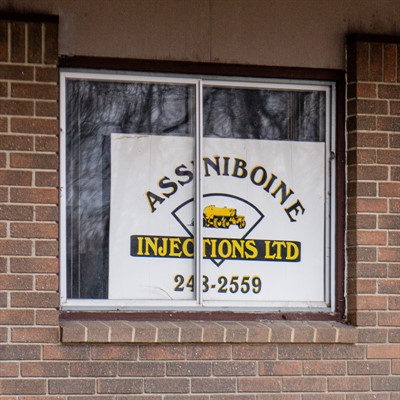 ASSINIBOINE
INJECTIONS LTD
248-2559